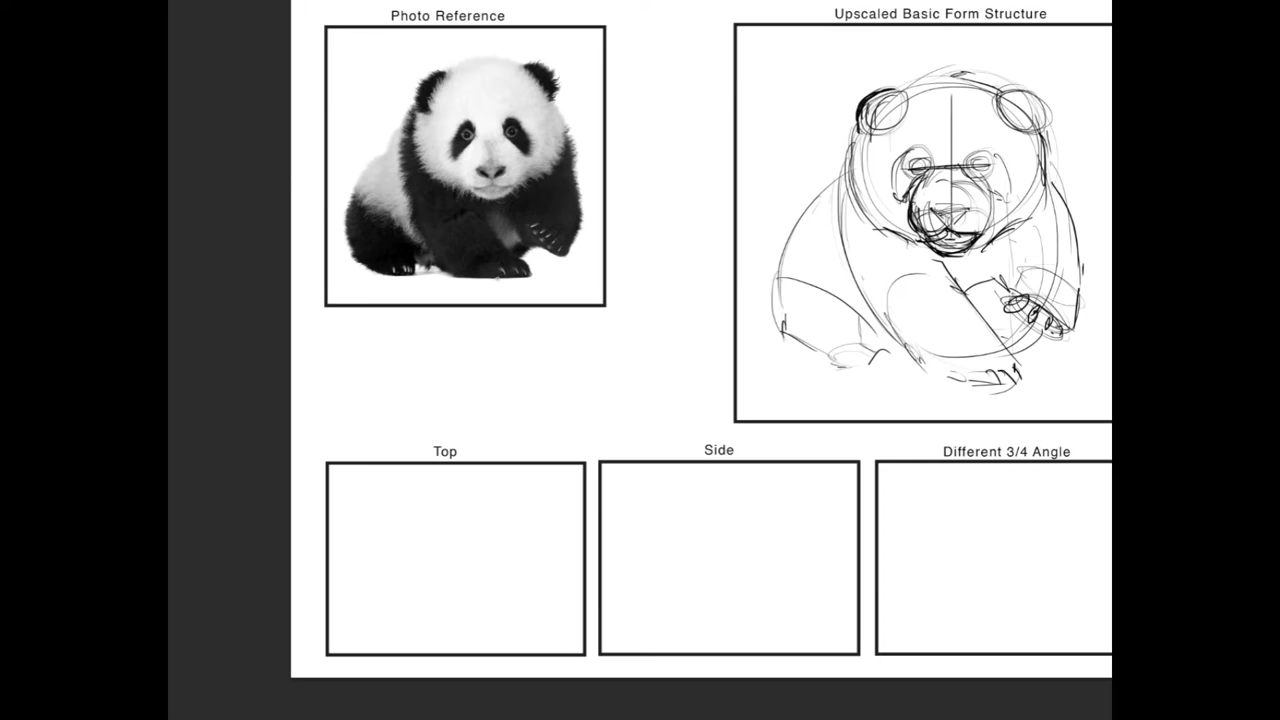 Photo Reference
Upscaled Basic Form Structure
Top
Side
Different 3/4 Angle